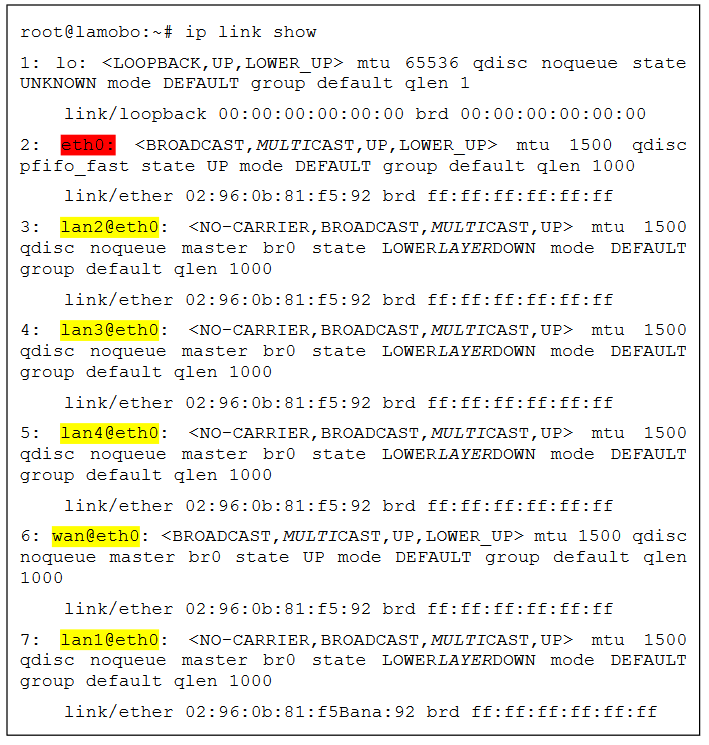 root@lamobo:~# ip link show
1: lo: <LOOPBACK,UP,LOWER_UP> mtu 65536 qdisc noqueue state
UNKNOWN mode DEFAULT group default qlen 1
link/loopback 00:00:00:00:00:00 brd 00:00:00:00:00:00
2: eth0: <BROADCAST,MULTICAST,UP,LOWER_UP> mtu 1500 qdisc
pfifo_fast state UP mode DEFAULT group default qlen 1000
link/ether 02:96:0b:81:f5:92 brd ff:ff:ff:ff:ff:ff
3: lan2@eth0: <NO-CARRIER,BROADCAST,MULTICAST,UP> mtu 1500
qdisc noqueue master br0 state LOWERLAYERDOWN mode DEFAULT
group default qlen 1000
link/ether 02:96:0b:81:f5:92 brd ff:ff:ff:ff:ff:ff
4: lan3@eth0: <NO-CARRIER,BROADCAST,MULTICAST,UP> mtu 1500
qdisc noqueue master br0 state LOWERLAYERDOWN mode DEFAULT
group default qlen 1000
link/ether 02:96:0b:81:f5:92 brd ff:ff:ff:ff:ff:ff
5: lan4@eth0: <NO-CARRIER,BROADCAST,MULTICAST,UP> mtu 1500
qdisc noqueue master br0 state LOWERLAYERDOWN mode DEFAULT
group default qlen 1000
link/ether 02:96:0b:81:f5:92 brd ff:ff:ff:ff:ff:ff
6: wan@eth0: <BROADCAST,MULTICAST,UP,LOWER_UP> mtu 1500 qdisc
noqueue master br0 state UP mode DEFAULT group default qlen
1000
link/ether 02:96:0b:81:f5:92 brd ff:ff:ff:ff:ff:ff
7: lan1@eth0: <NO-CARRIER,BROADCAST,MULTICAST,UP> mtu 1500
qdisc noqueue master br0 state LOWERLAYERDOWN mode DEFAULT
group default qlen 1000
link/ether 02:96:0b:81:f5Bana:92 brd ff:ff:ff:ff:ff:ff